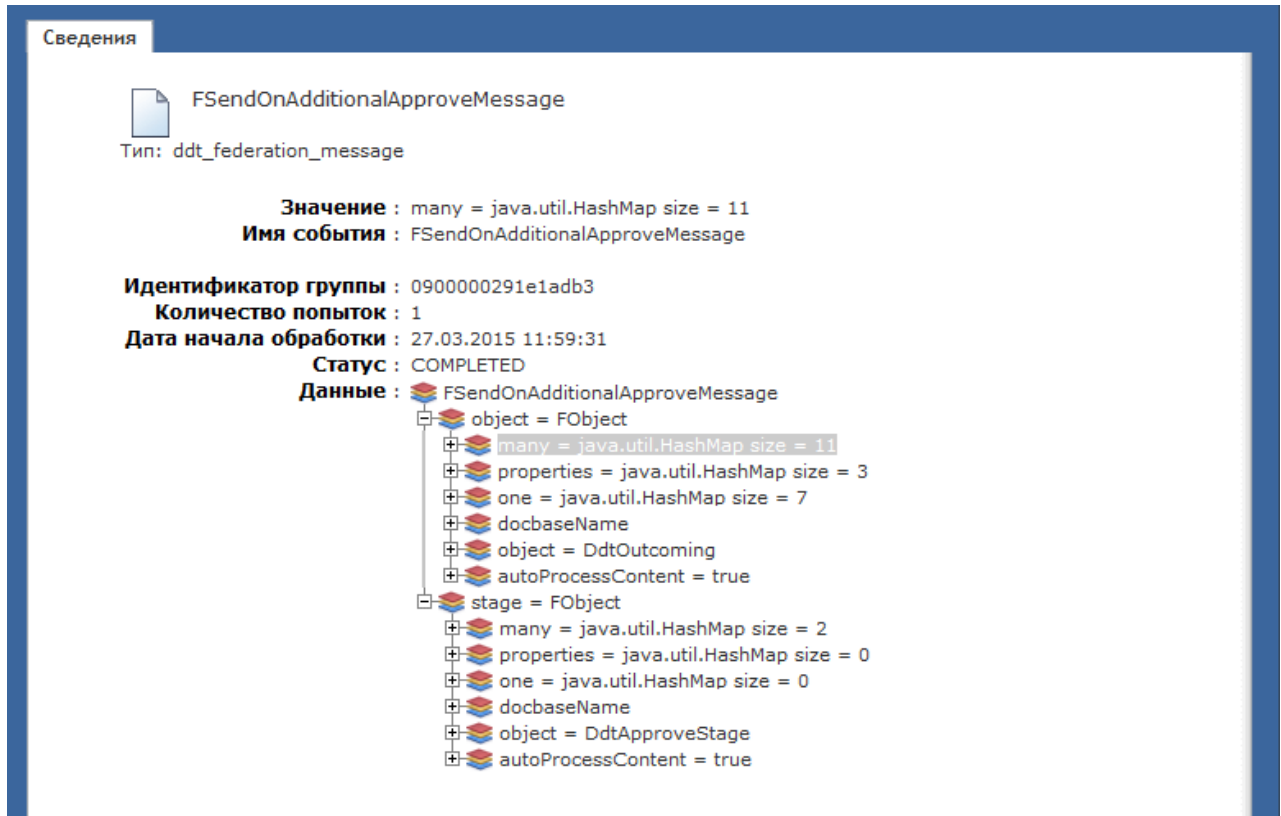 Сведения
FSendOnAdditionalApproveMessage
Тип: ddt_federation_message
Значение : many = java.util.HashMap size = 11
Имя события : FSendOnAdditionalApproveMessage
Идентификатор группы : 0900000291e1adb3
Количество попыток : 1
Дата начала обработки : 27.03.2015 11:59:31
Статус : COMPLETED
Данные : FSendOnAdditionalApproveMessage
object = FObject
many = java.util.HashMap size = 11
properties = java.util.HashMap size = 3
one = java.util.HashMap size = 7
docbaseName
object = DdtOutcoming
autoProcessContent = true
stage = FObject
many = java.util.HashMap size = 2
properties = java.util.HashMap size = 0
one = java.util.HashMap size = 0
docbaseName
object = DdtApproveStage
autoProcessContent = true